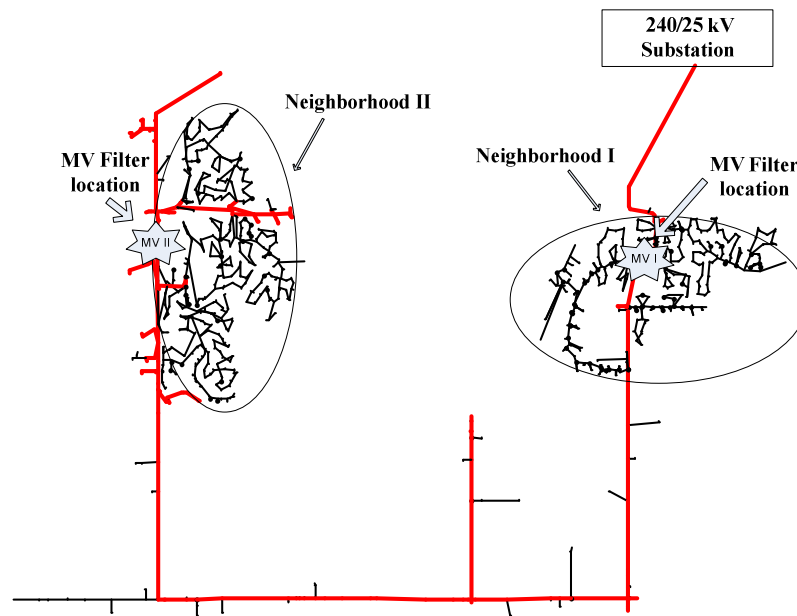 240/25 kV
Substation
Neighborhood II
MV Filter
location
Neighborhood I
MV Filter
location
MV II
MV I